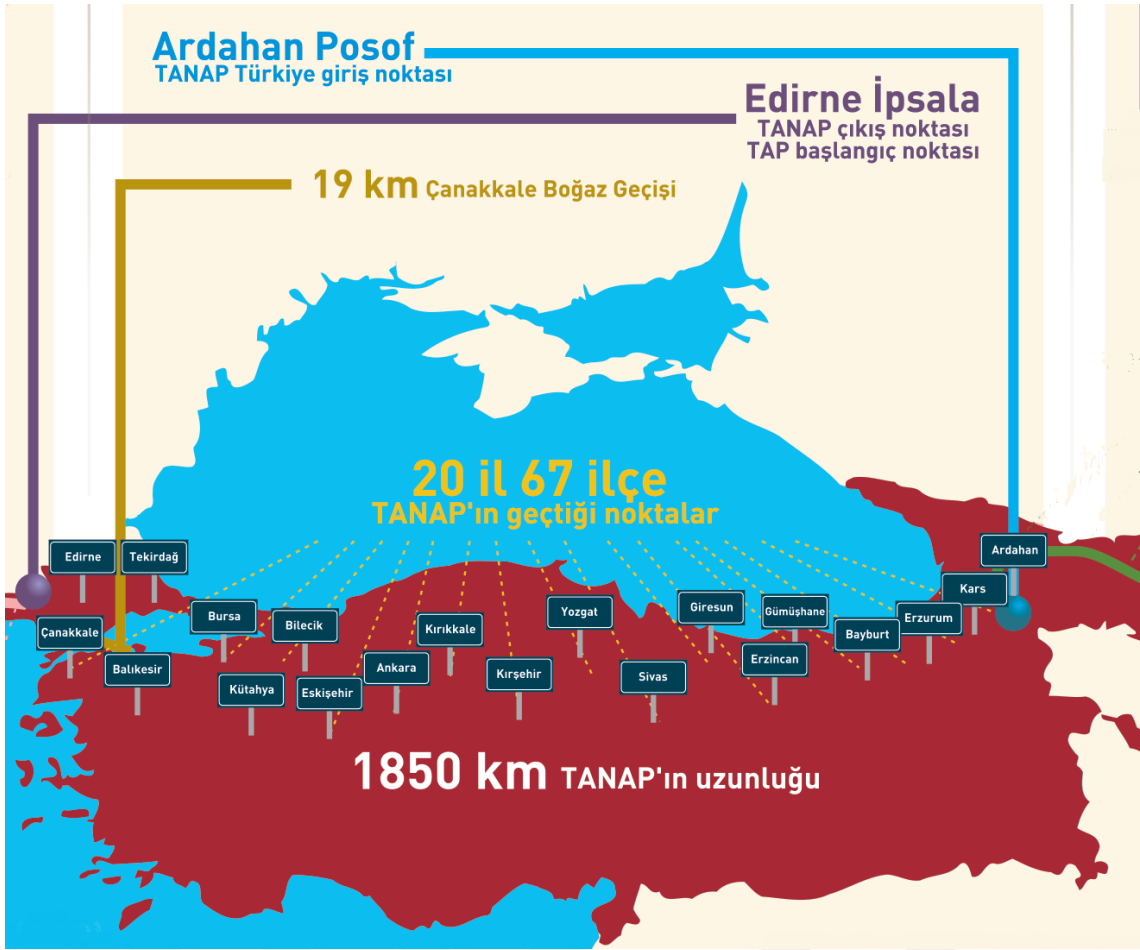 Ardahan Posof
TANAP Türkiye giriş noktası
Edirne İpsala
TANAP çıkış noktası
TAP başlangıç noktası
19 km Çanakkale Boğaz Geçişi
20 il 67 ilçe
TANAP'ın geçtiği noktalar
Edirne
Tekirdağ
Ardahan
Kars
Çanakkale
Bursa
Bilecik
Kırıkkale
Yozgat
Giresun
Gümüşhane
Bayburt
Erzurum
Balıkesir
Kütahya
Eskişehir
Ankara
Kırşehir
Sivas
Erzincan
1850 km TANAP'ın uzunluğu